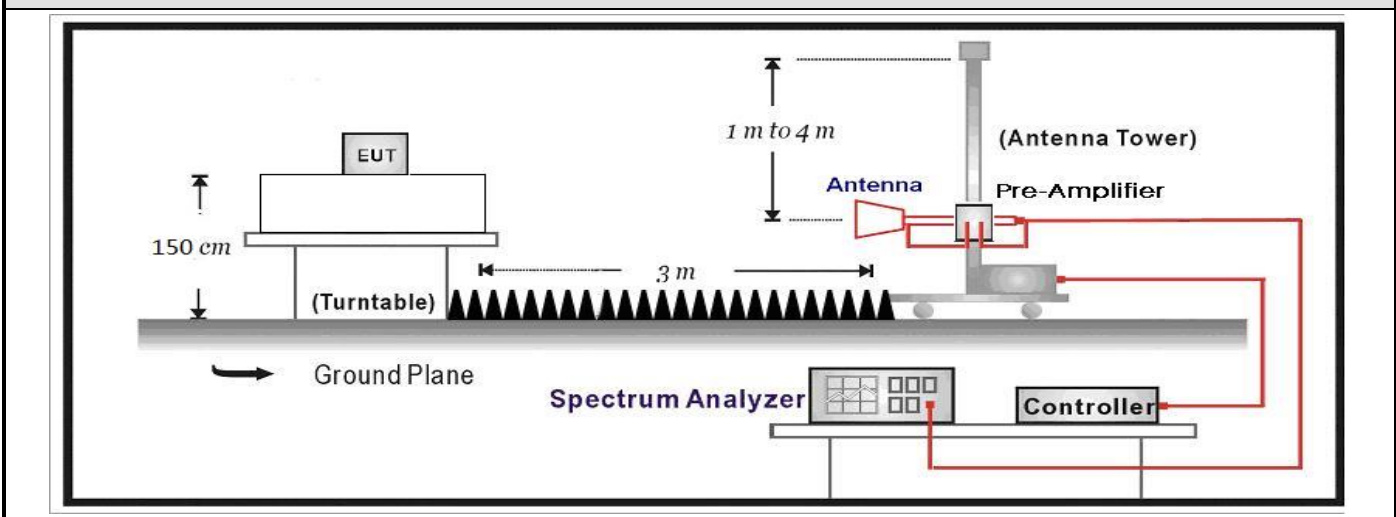 1 m to 4 m
(Antenna Tower)
EUT
Antenna
Pre-Amplifier
150 cm
3 m
(Turntable)
Ground Plane
Spectrum Analyzer
Controller